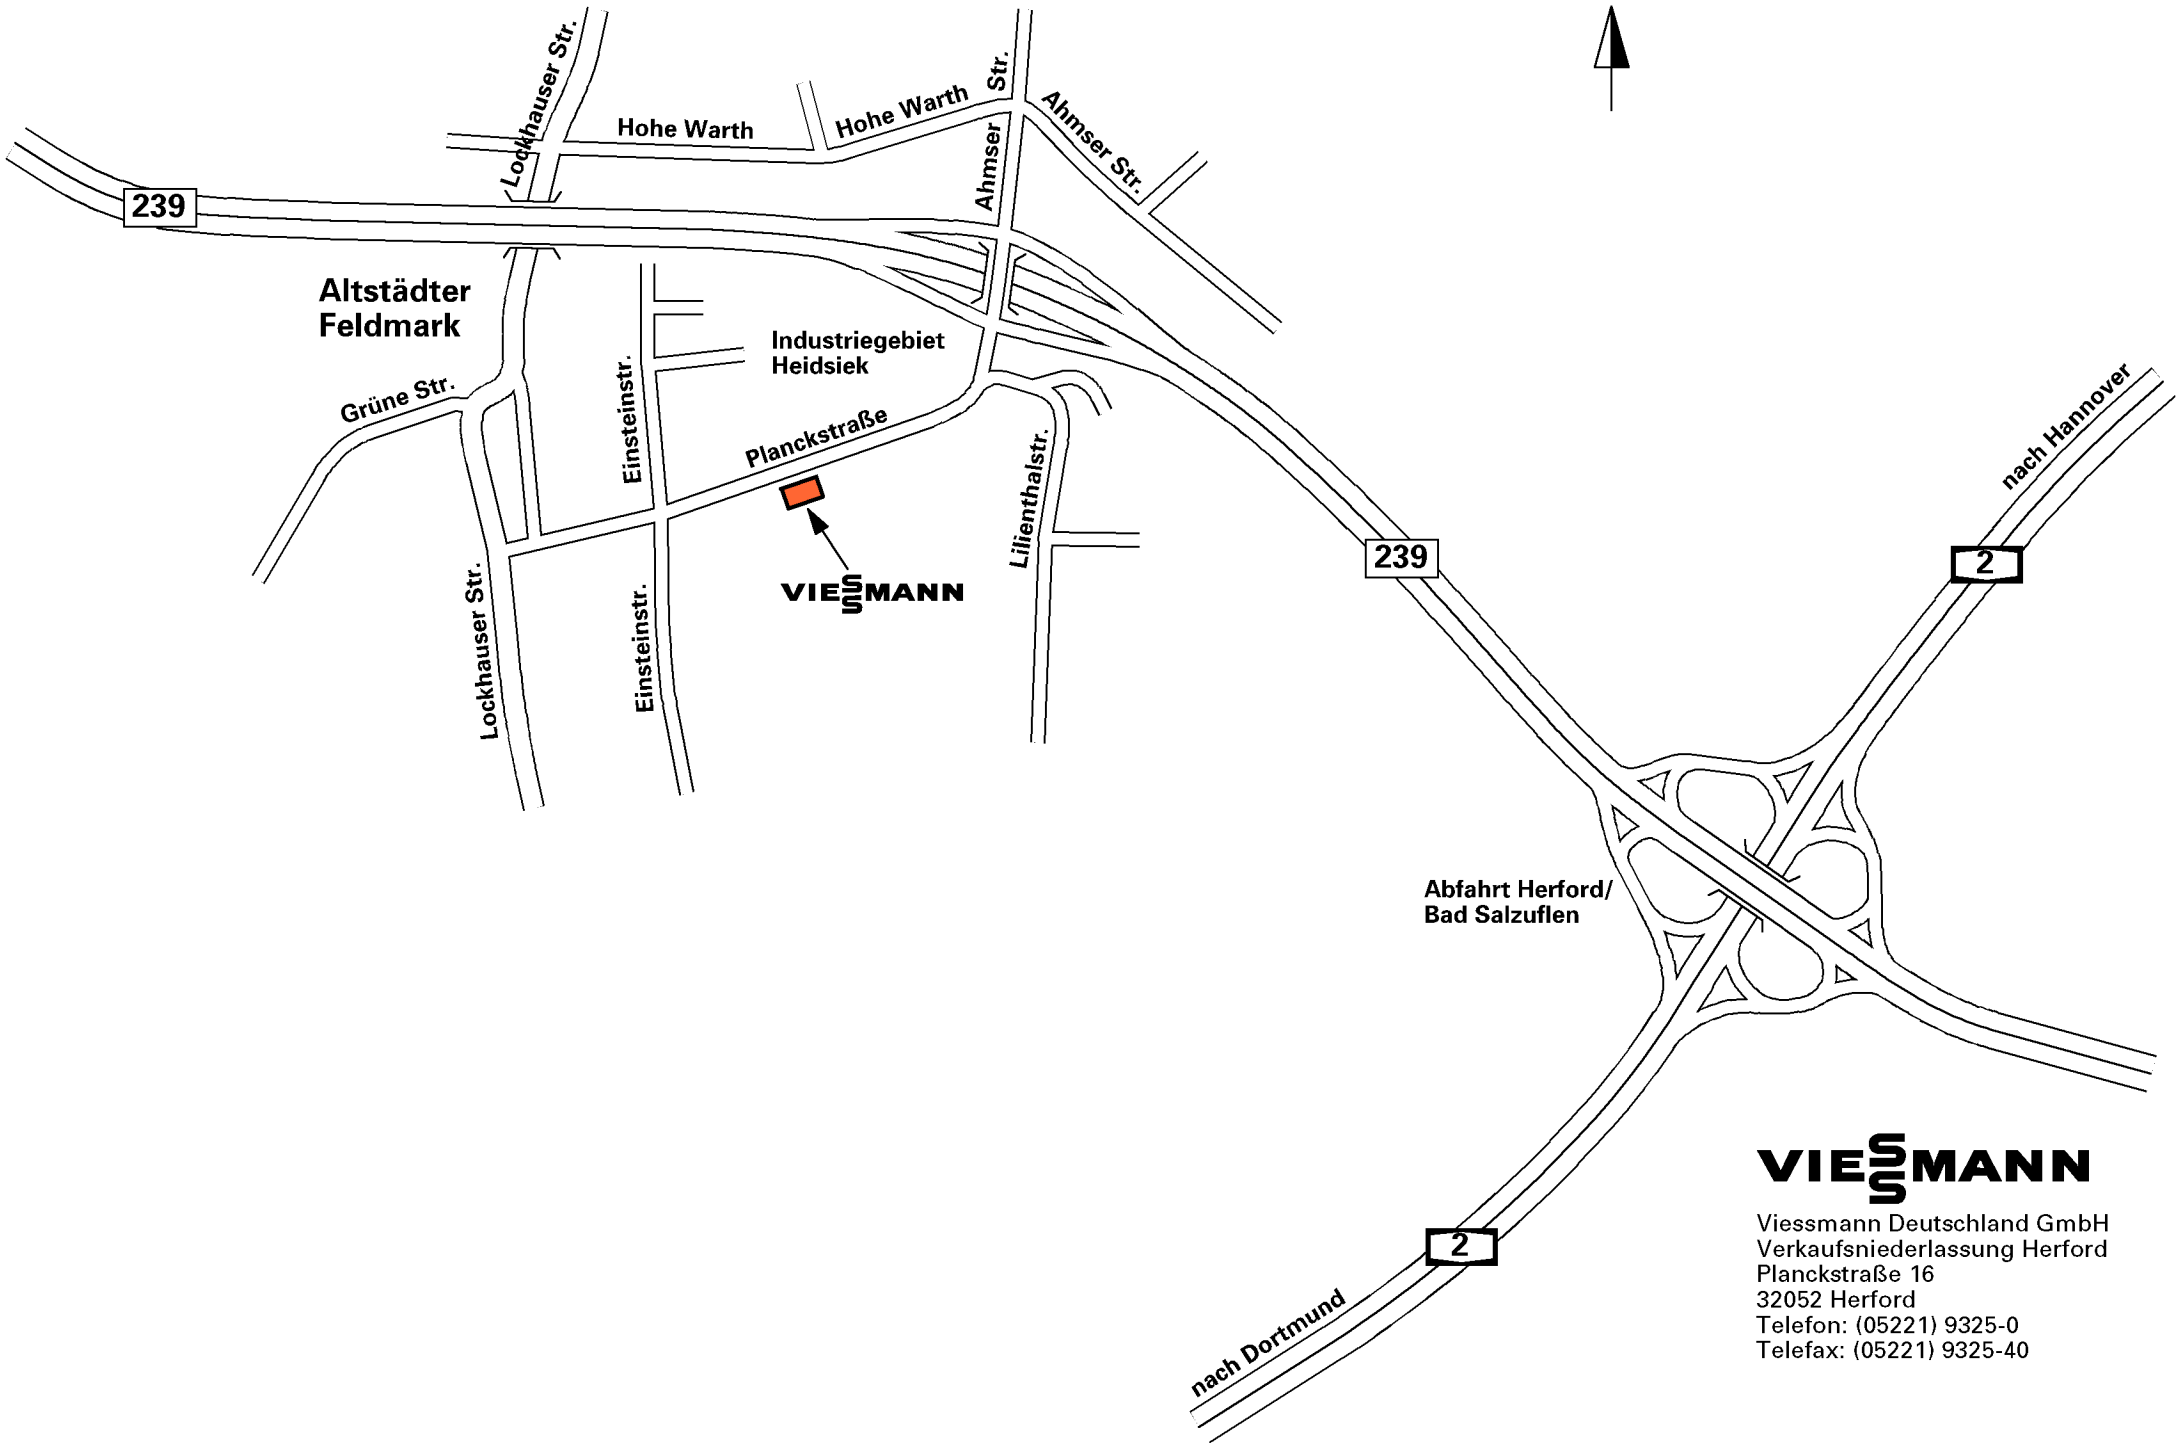 Lockhauser Str.
Hohe Warth
Hohe Warth
Ahmser Str.
Ahmser Str.
239
Altstädter
Feldmark
Industriegebiet
Heidsiek
Grüne Str.
Einsteinstr.
Planckstraße
Lilienthalstr.
VIESSMANN
Lockhauser Str.
Einsteinstr.
239
nach Hannover
2
Abfahrt Herford/
Bad Salzuflen
2
nach Dortmund
VIESSMANN
Viessmann Deutschland GmbH
Verkaufsniederlassung Herford
Planckstraße 16
32052 Herford
Telefon: (05221) 9325-0
Telefax: (05221) 9325-40